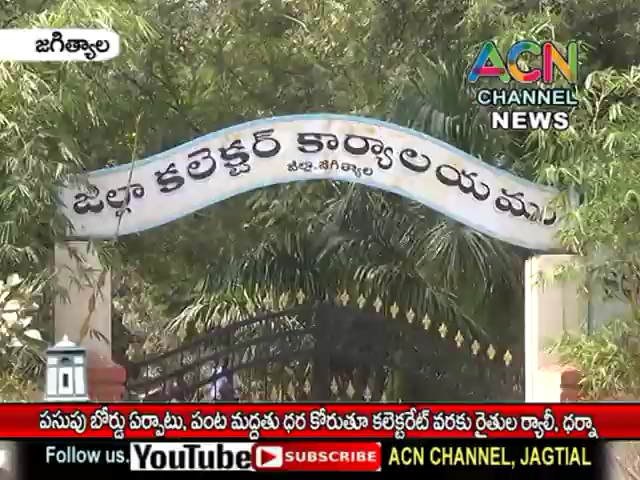 జగిత్యాల
ACN
CHANNEL
NEWS
జిల్లా కలెక్టర్ కార్యాలయము
జిల్లా.జగిత్యాల
పసుపు బోర్డు ఏర్పాటు, పంట మద్దతు ధర కోరుతూ కలెక్టరేట్ వరకు రైతుల ర్యాలీ, ధర్నా
Follow us. YouTube SUBSCRIBE ACN CHANNEL, JAGTIAL